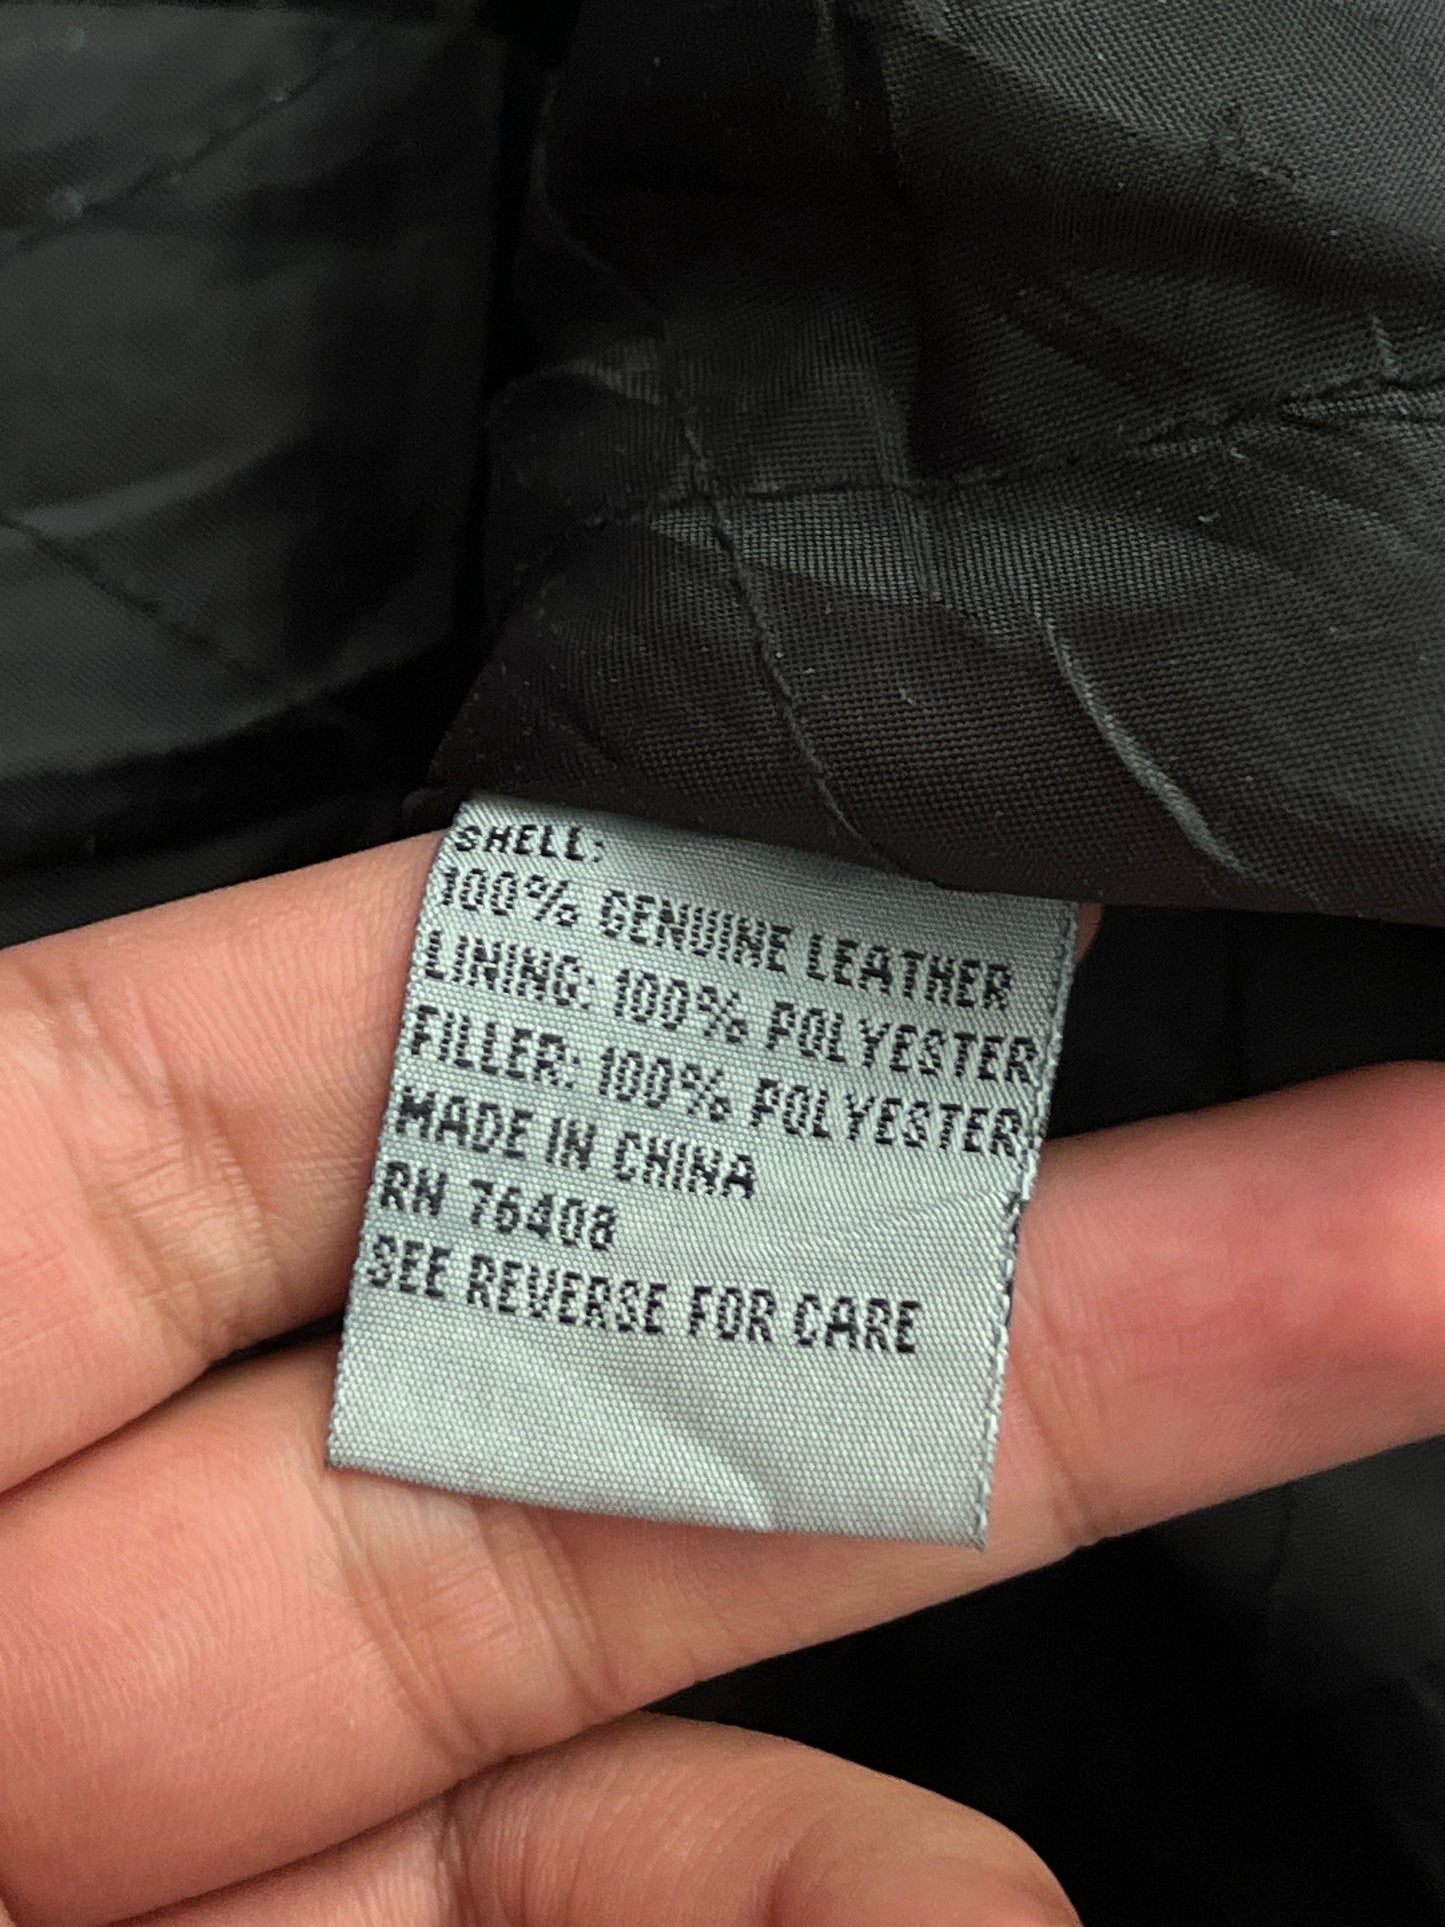 SHELL:
100% GENUINE LEATHER
LINING: 100% POLYESTER
FILLER: 100% POLYESTER
MADE IN CHINA
RN 76408
SEE REVERSE FOR CARE